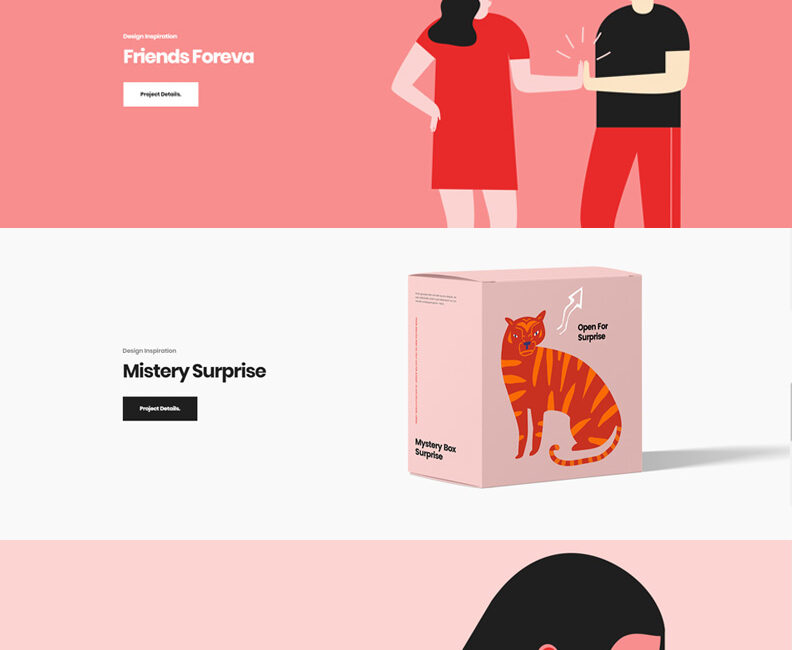 Design Inspiration
Friends Foreva
Project Details.
Design Inspiration
Mistery Surprise
Project Details.
Open For
Surprise
Mystery Box
Surprise